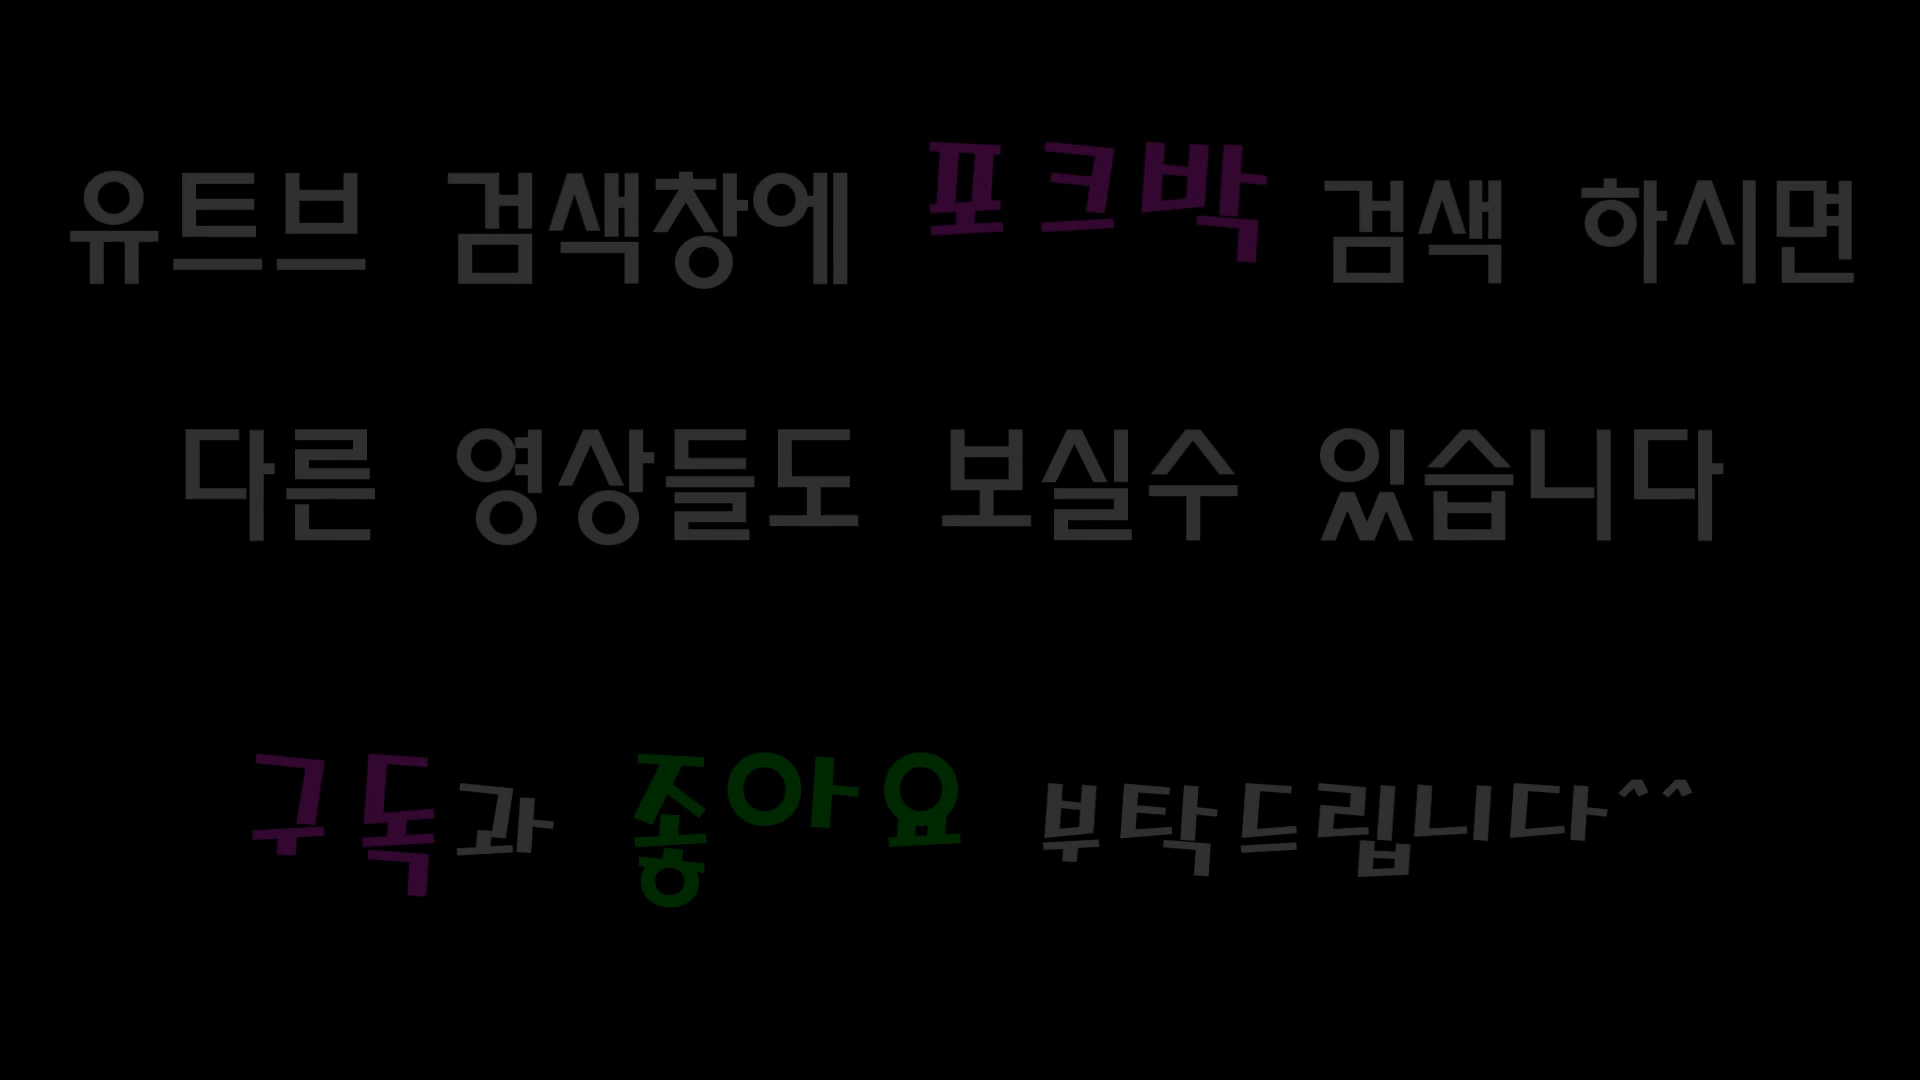 유트브 검색창에 포크박 검색 하시면
다른 영상들도 보실수 있습니다
구독과 좋아요 부탁드립니다^^